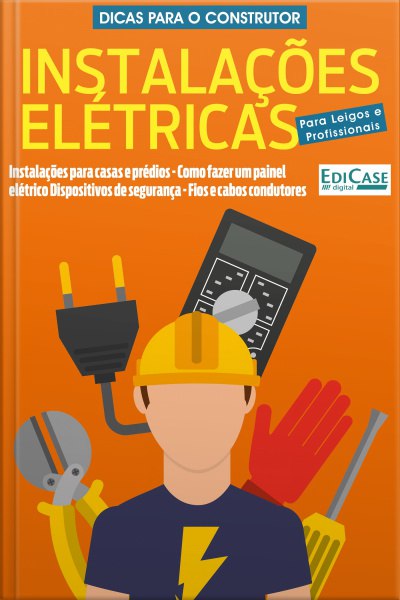 DICAS PARA O CONSTRUTOR
INSTALAÇÕES
ELÉTRICAS
Para Leigos e
Profissionais
Instalações para casas e prédios - Como fazer um painel
elétrico Dispositivos de segurança - Fios e cabos condutores
EDICASE
digital